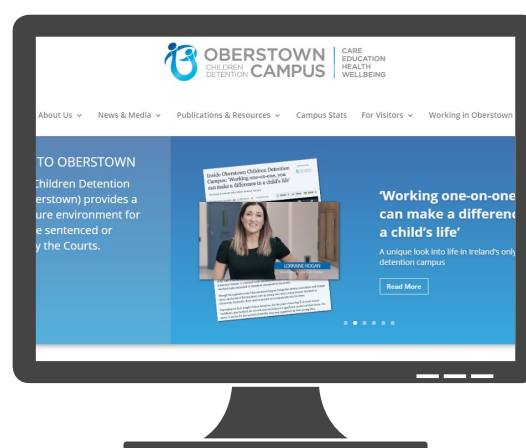 OBERSTOWN
CHILDREN
DETENTION CAMPUS
CARE
EDUCATION
HEALTH
WELLBEING
About Us
News & Media
Publications & Resources
Campus Stats
For Visitors
Working in Oberstown
TO OBERSTOWN
Children Detention
erstown) provides a
ure environment for
e sentenced or
y the Courts.
Inside Oberstown Children Detention
Campus: 'Working one-on-one, you
can make a difference in a child's life'
LORRAINE HOGAN
'Working one-on-one
can make a differenc
a child's life'
A unique look into life in Ireland's only
detention campus
Read More